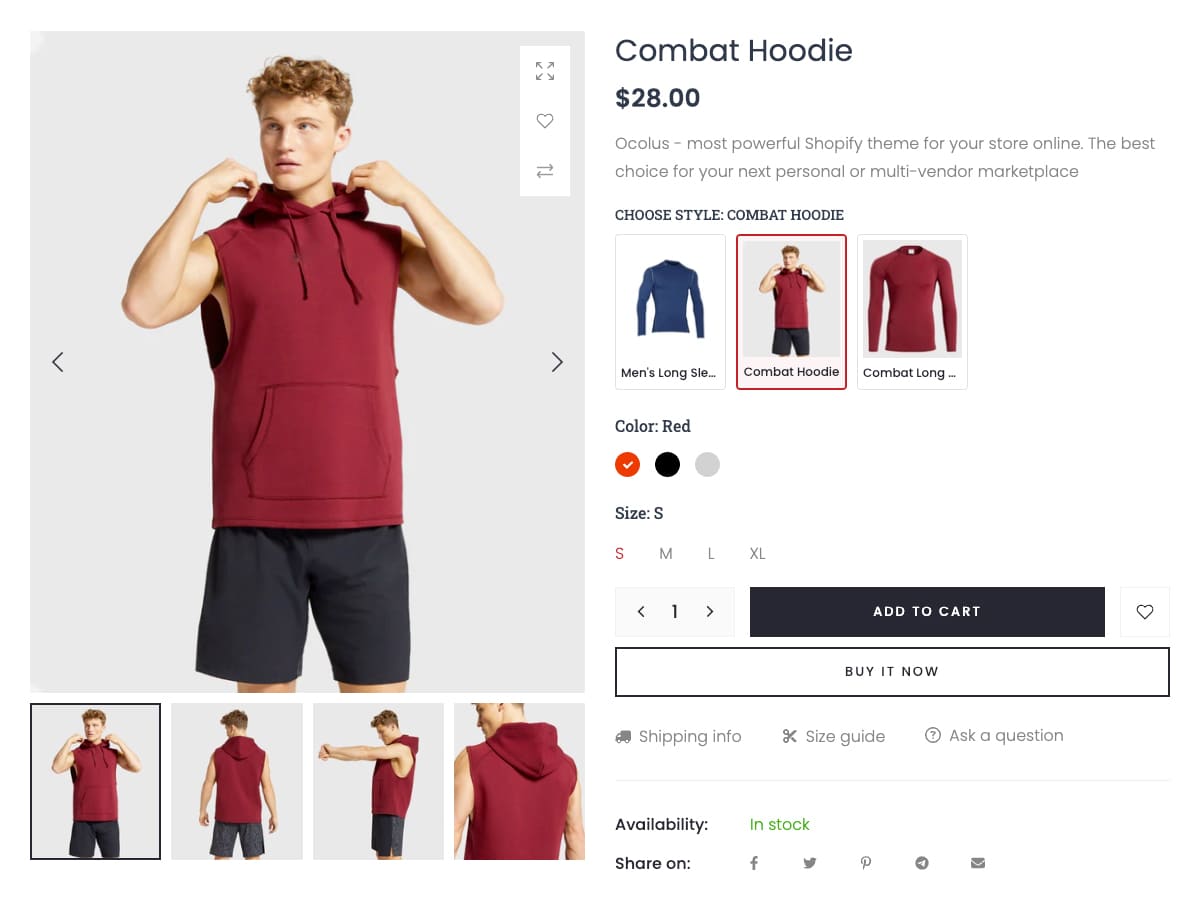 Combat Hoodie
$28.00
Ocolus - most powerful Shopify theme for your store online. The best
choice for your next personal or multi-vendor marketplace
CHOOSE STYLE: COMBAT HOODIE
Men's Long Sle...
Combat Hoodie
Combat Long ...
Color: Red
Size: S
S M L XL
1
ADD TO CART
BUY IT NOW
Shipping info
Size guide
Ask a question
Availability: In stock
Share on: